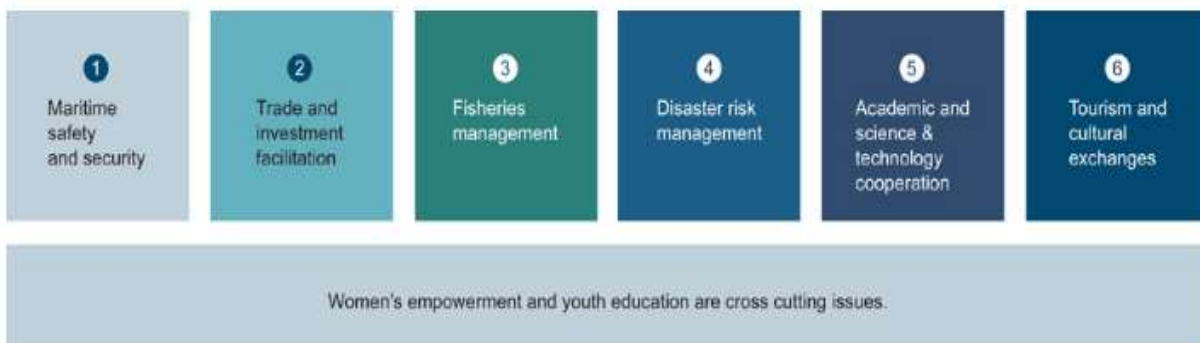 1
Maritime
safety
and security
2
Trade and
investment
facilitation
3
Fisheries
management
4
Disaster risk
management
5
Academic and
science &
technology
cooperation
6
Tourism and
cultural
exchanges
Women's empowerment and youth education are cross cutting issues.